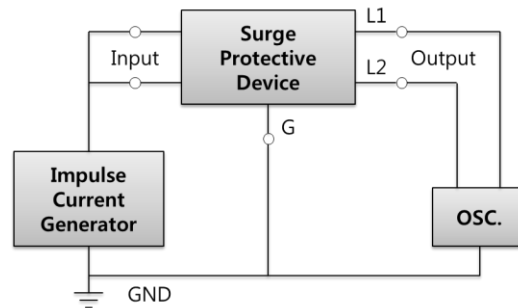 Input
Surge
Protective
Device
L1
L2
Output
G
Impulse
Current
Generator
OSC.
GND